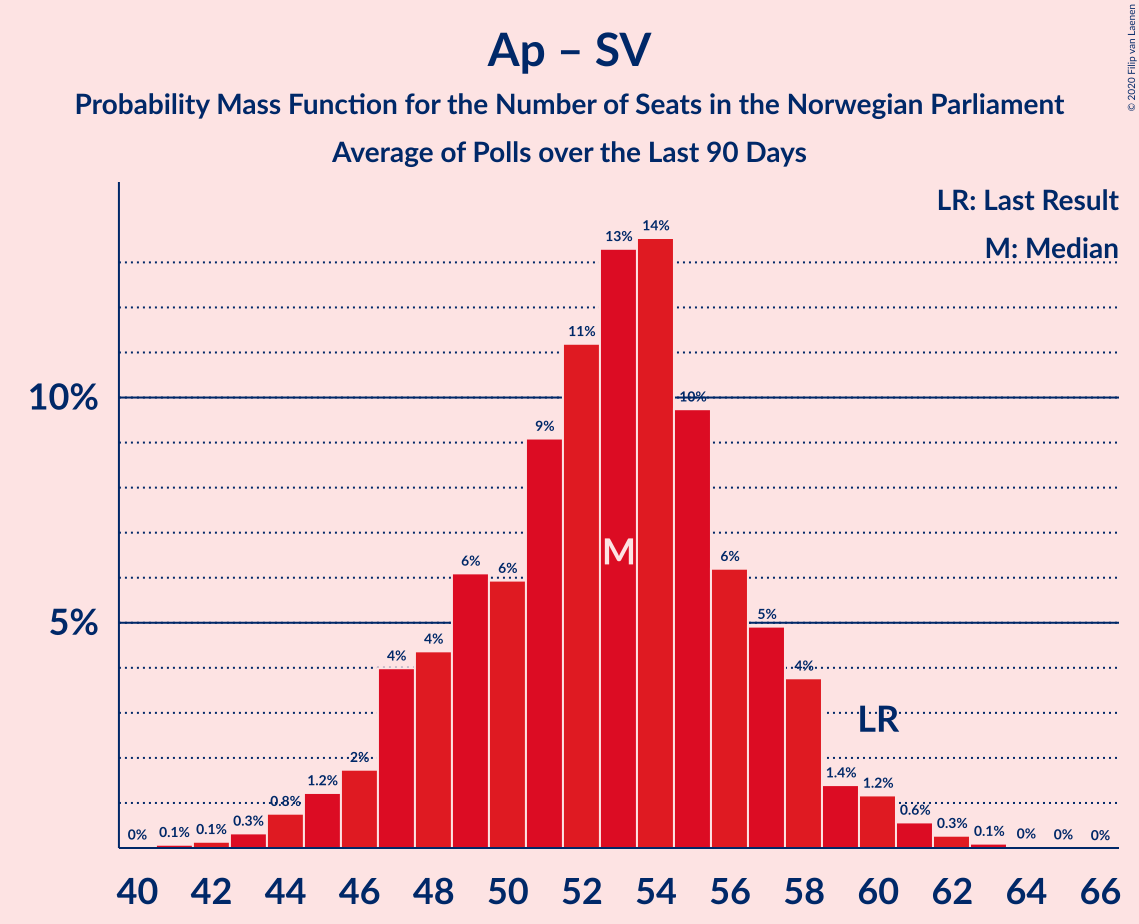 Ap – SV
Probability Mass Function for the Number of Seats in the Norwegian Parliament
Average of Polls over the Last 90 Days
© 2020 Filip van Laenen
LR: Last Result
M: Median
10%
5%
0% 0.1% 0.1% 0.3% 0.8% 1.2% 2% 4% 4% 6% 6% 9% 11% 13% 14% 10% 6% 5% 4% 1.4% 1.2% 0.6% 0.3% 0.1% 0% 0% 0%
M
LR
40 42 44 46 48 50 52 54 56 58 60 62 64 66